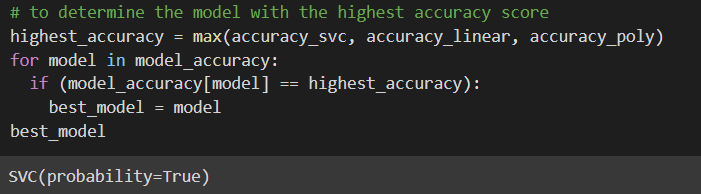 # to determine the model with the highest accuracy score
highest_accuracy = max(accuracy_svc, accuracy_linear, accuracy_poly)
for model in model_accuracy:
  if (model_accuracy[model] == highest_accuracy):
    best_model = model
best_model
SVC(probability=True)